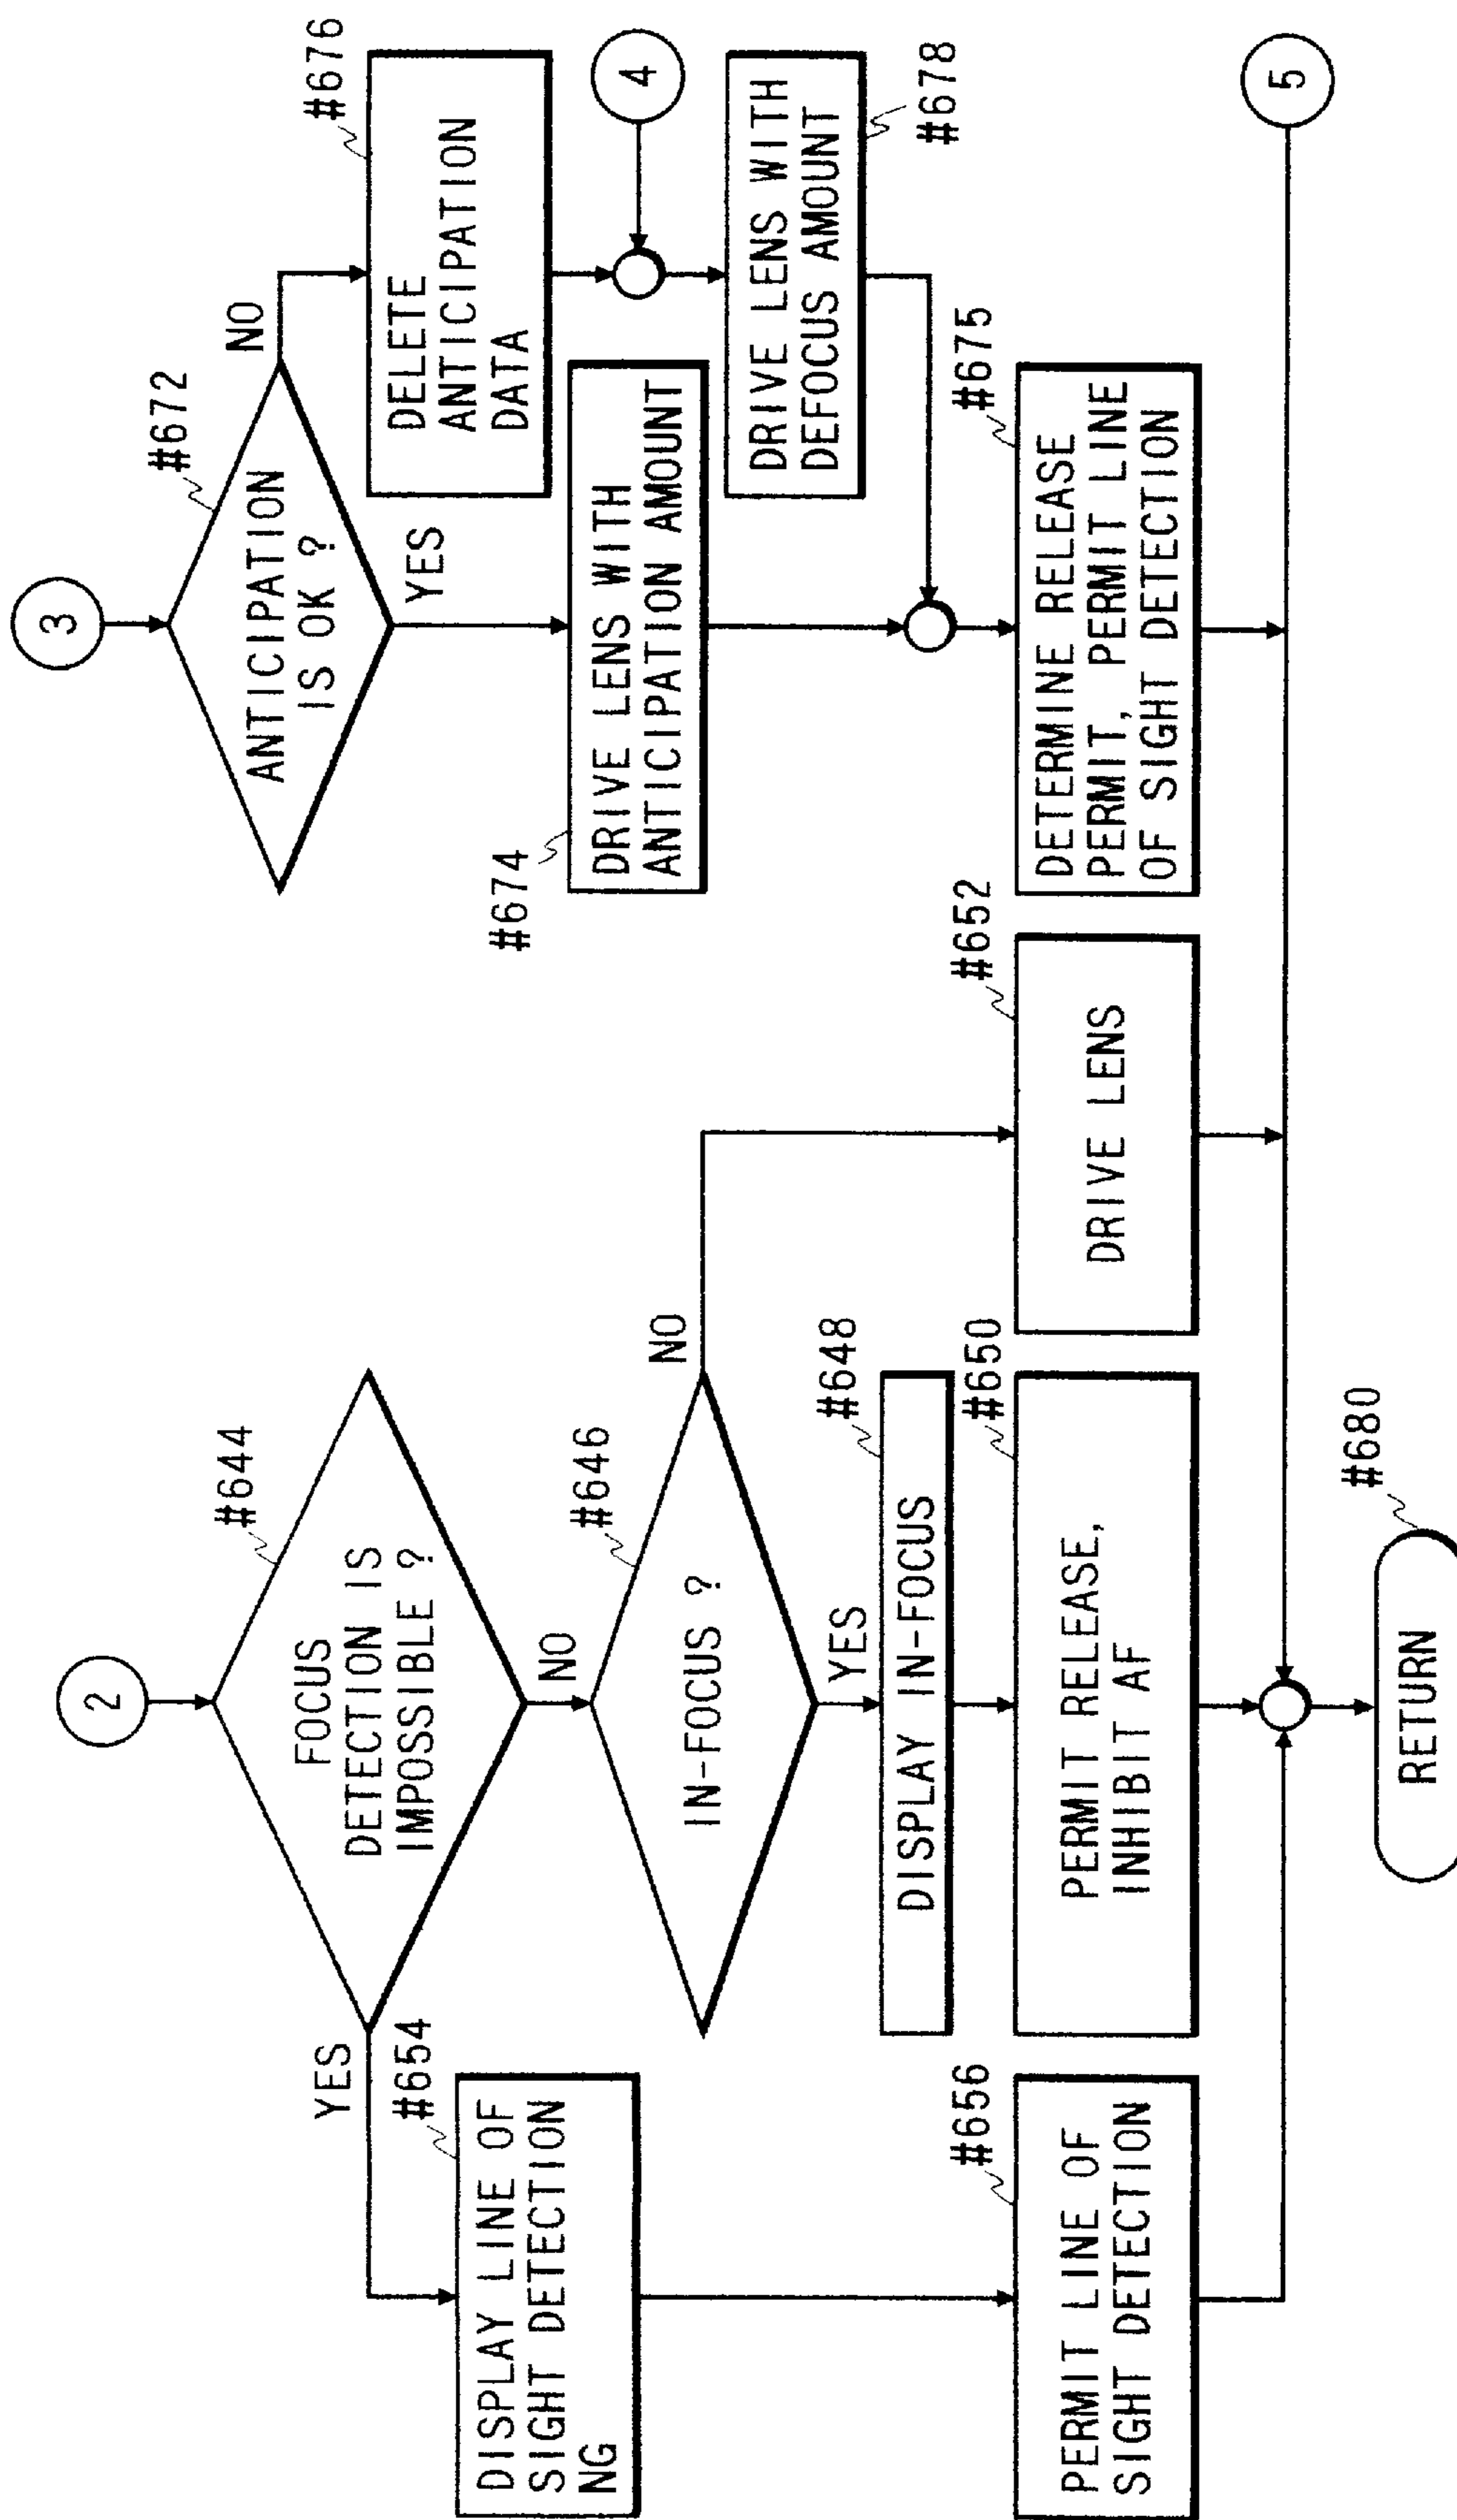 2
#644
FOCUS
DETECTION IS
IMPOSSIBLE ?
YES
NO
#654
DISPLAY LINE OF
SIGHT DETECTION
NG
#646
IN-FOCUS ?
NO
YES
#648
DISPLAY IN-FOCUS
#656
PERMIT LINE OF
SIGHT DETECTION
#650
PERMIT RELEASE,
INHIBIT AF
#652
DRIVE LENS
#680
RETURN
3
#672
ANTICIPATION
IS OK ?
NO
YES
#676
DELETE
ANTICIPATION
DATA
4
#674
DRIVE LENS WITH
ANTICIPATION AMOUNT
DRIVE LENS WITH
DEFOCUS AMOUNT
#678
#675
DETERMINE RELEASE
PERMIT, PERMIT LINE
OF SIGHT DETECTION
5